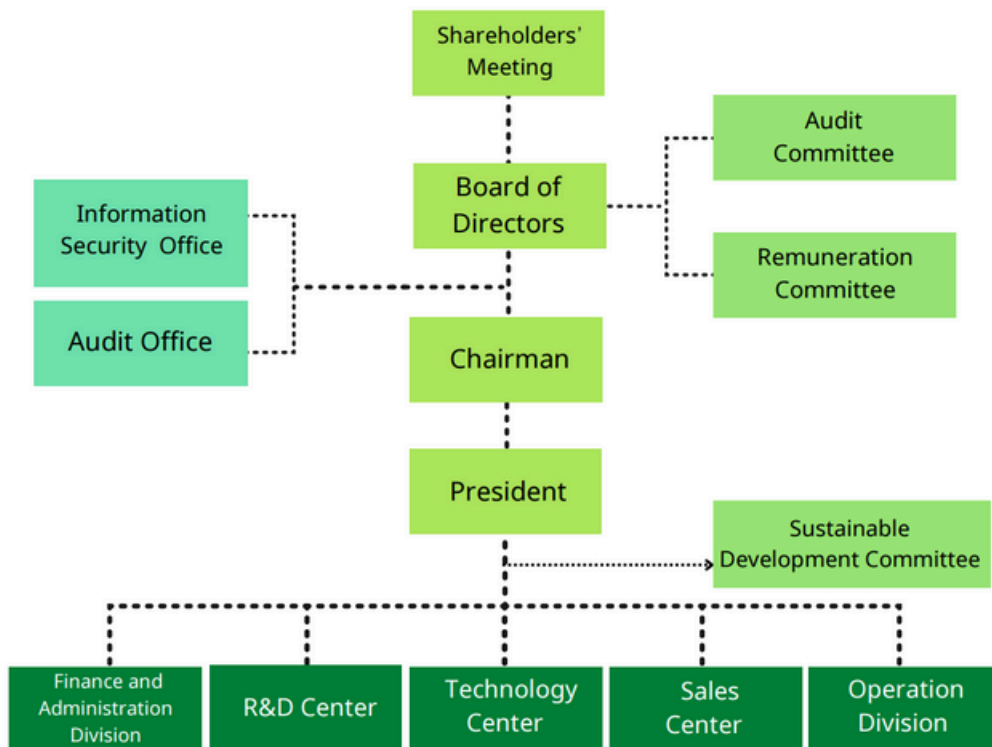 Shareholders'
Meeting
Audit
Committee
Board of
Directors
Information
Security Office
Remuneration
Committee
Audit Office
Chairman
President
Sustainable
Development Committee
Finance and
Administration
Division
R&D Center
Technology
Center
Sales
Center
Operation
Division